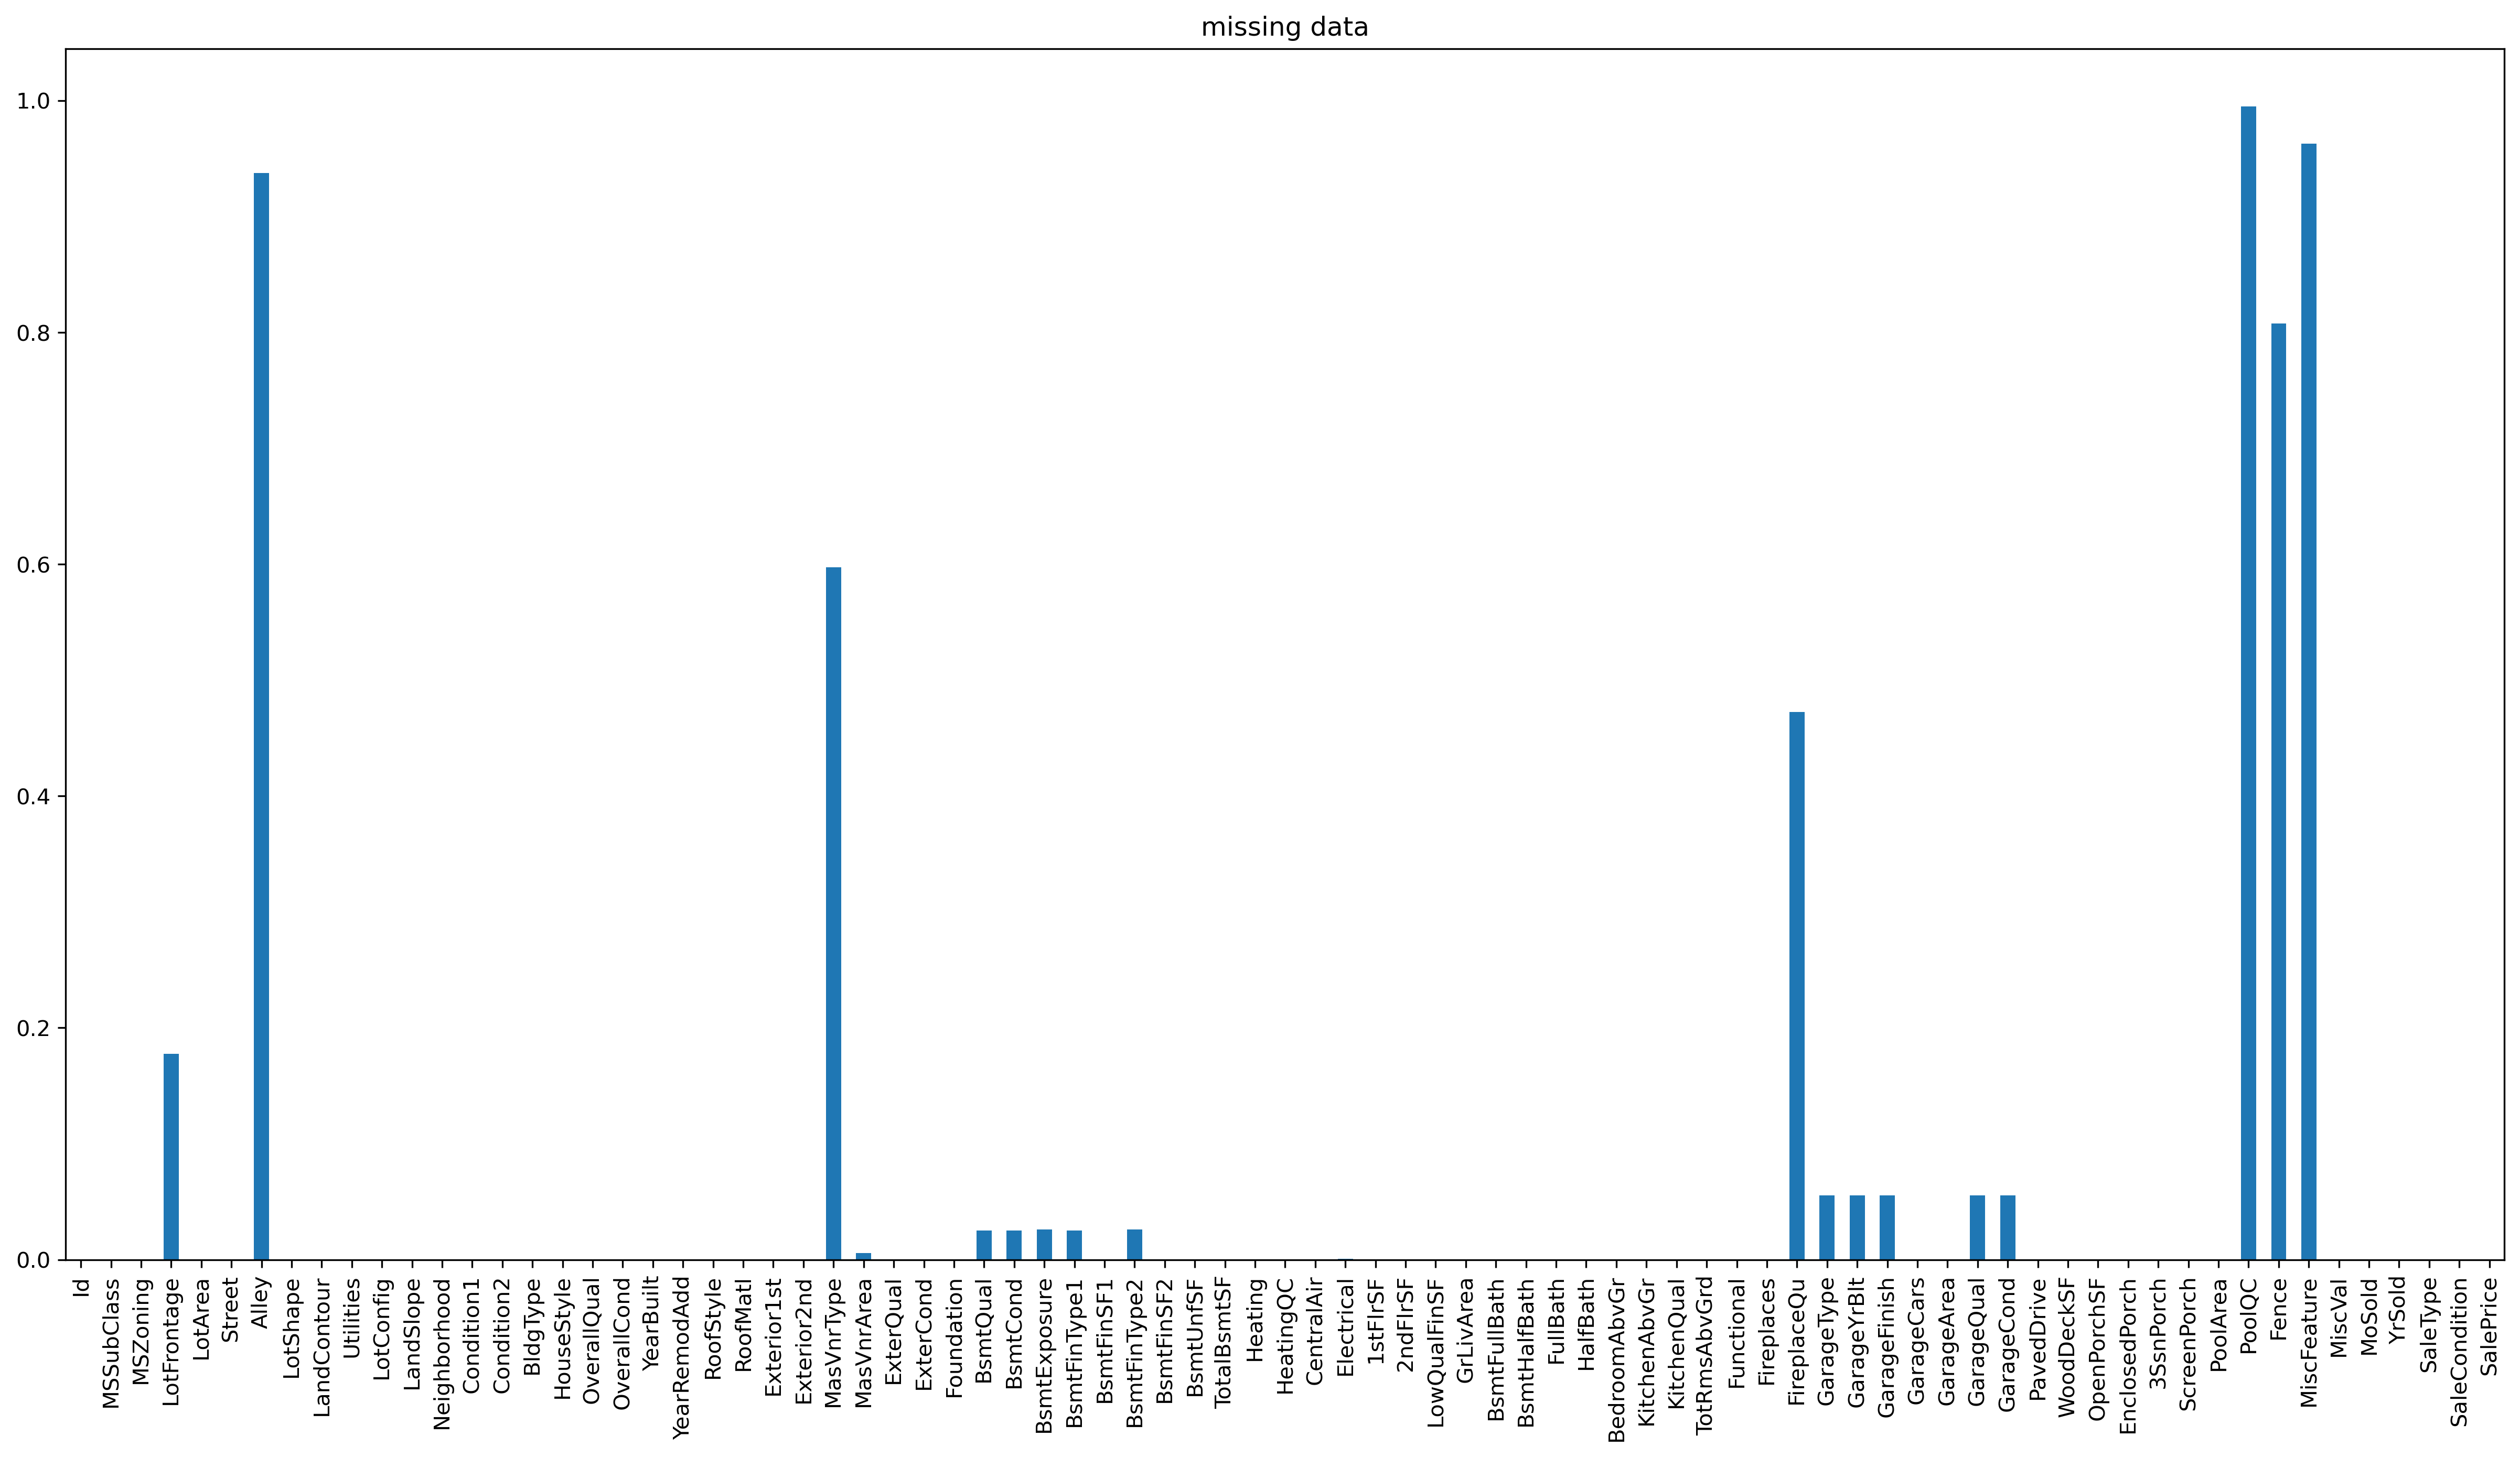 missing data
1.0
0.8
0.6
0.4
0.2
0.0
Id
MSSubClass
MSZoning
LotFrontage
LotArea
Street
Alley
LotShape
LandContour
Utilities
LotConfig
LandSlope
Neighborhood
Condition1
Condition2
BldgType
HouseStyle
OverallQual
OverallCond
YearBuilt
YearRemodAdd
RoofStyle
RoofMatl
Exterior1st
Exterior2nd
MasVnrType
MasVnrArea
ExterQual
ExterCond
Foundation
BsmtQual
BsmtCond
BsmtExposure
BsmtFinType1
BsmtFinSF1
BsmtFinType2
BsmtFinSF2
BsmtUnfSF
TotalBsmtSF
Heating
HeatingQC
CentralAir
Electrical
1stFlrSF
2ndFlrSF
LowQualFinSF
GrLivArea
BsmtFullBath
BsmtHalfBath
FullBath
HalfBath
BedroomAbvGr
KitchenAbvGr
KitchenQual
TotRmsAbvGrd
Functional
Fireplaces
FireplaceQu
GarageType
GarageYrBlt
GarageFinish
GarageCars
GarageArea
GarageQual
GarageCond
PavedDrive
WoodDeckSF
OpenPorchSF
EnclosedPorch
3SsnPorch
ScreenPorch
PoolArea
PoolQC
Fence
MiscFeature
MiscVal
MoSold
YrSold
SaleType
SaleCondition
SalePrice